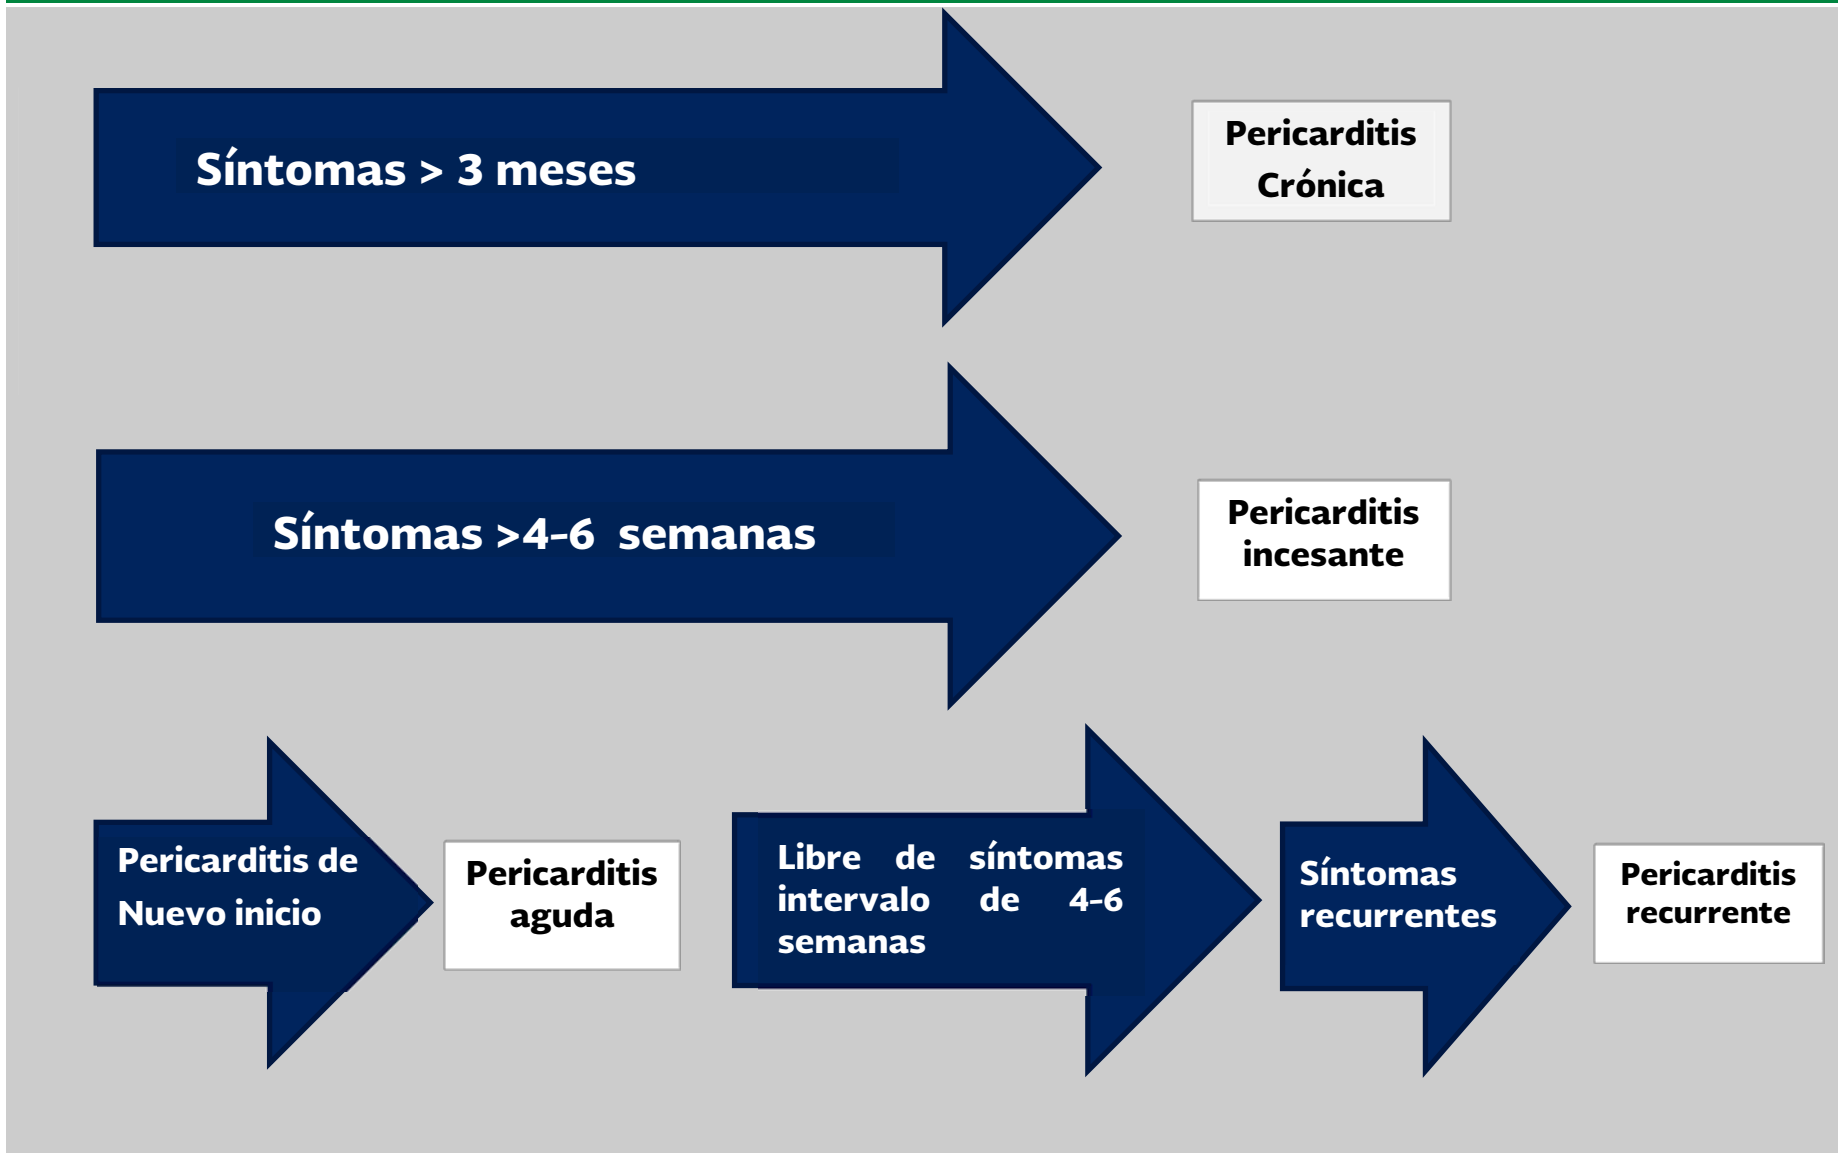 Síntomas > 3 meses
Pericarditis
Crónica
Síntomas >4-6 semanas
Pericarditis
incesante
Pericarditis de
Nuevo inicio
Pericarditis
aguda
Libre de síntomas
intervalo de 4-6
semanas
Síntomas
recurrentes
Pericarditis
recurrente